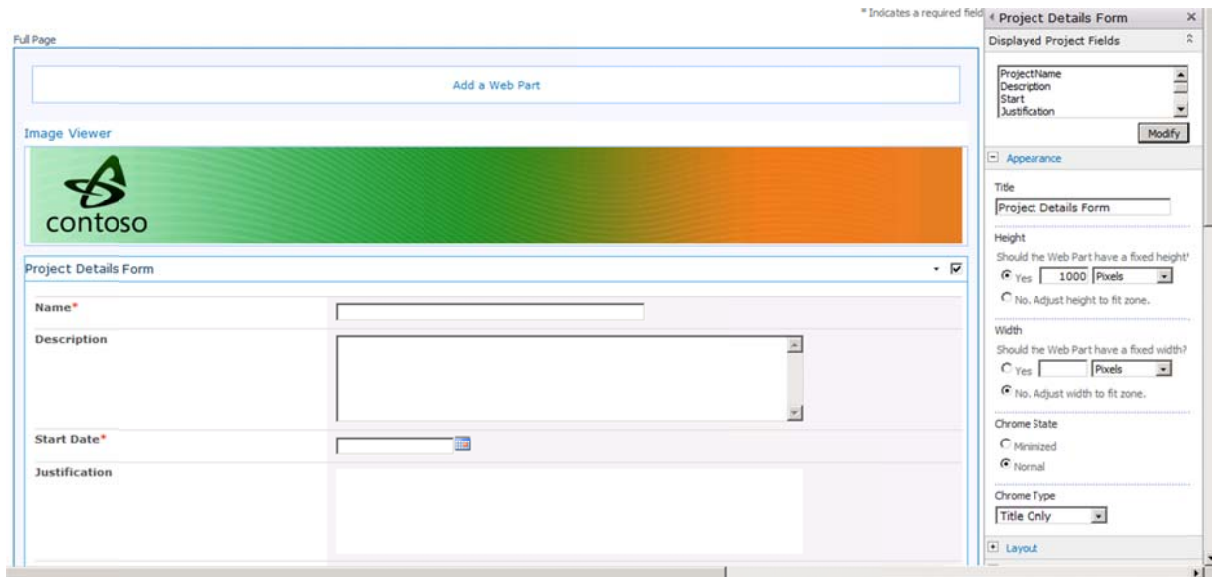 * Indicates a required field
Full Page
Add a Web Part
Image Viewer
contoso
Project Details Form
Name*
Description
Start Date*
Justification
Project Details Form
Displayed Project Fields
ProjectName
Description
Start
Justification
Modify
Appearance
Title
Project Details Form
Height
Should the Web Part have a fixed height?
Yes 1000 Pixels
No. Adjust height to fit zone.
Width
Should the Web Part have a fixed width?
Yes Pixels
No. Adjust width to fit zone.
Chrome State
Minimized
Normal
Chrome Type
Title Only
Layout